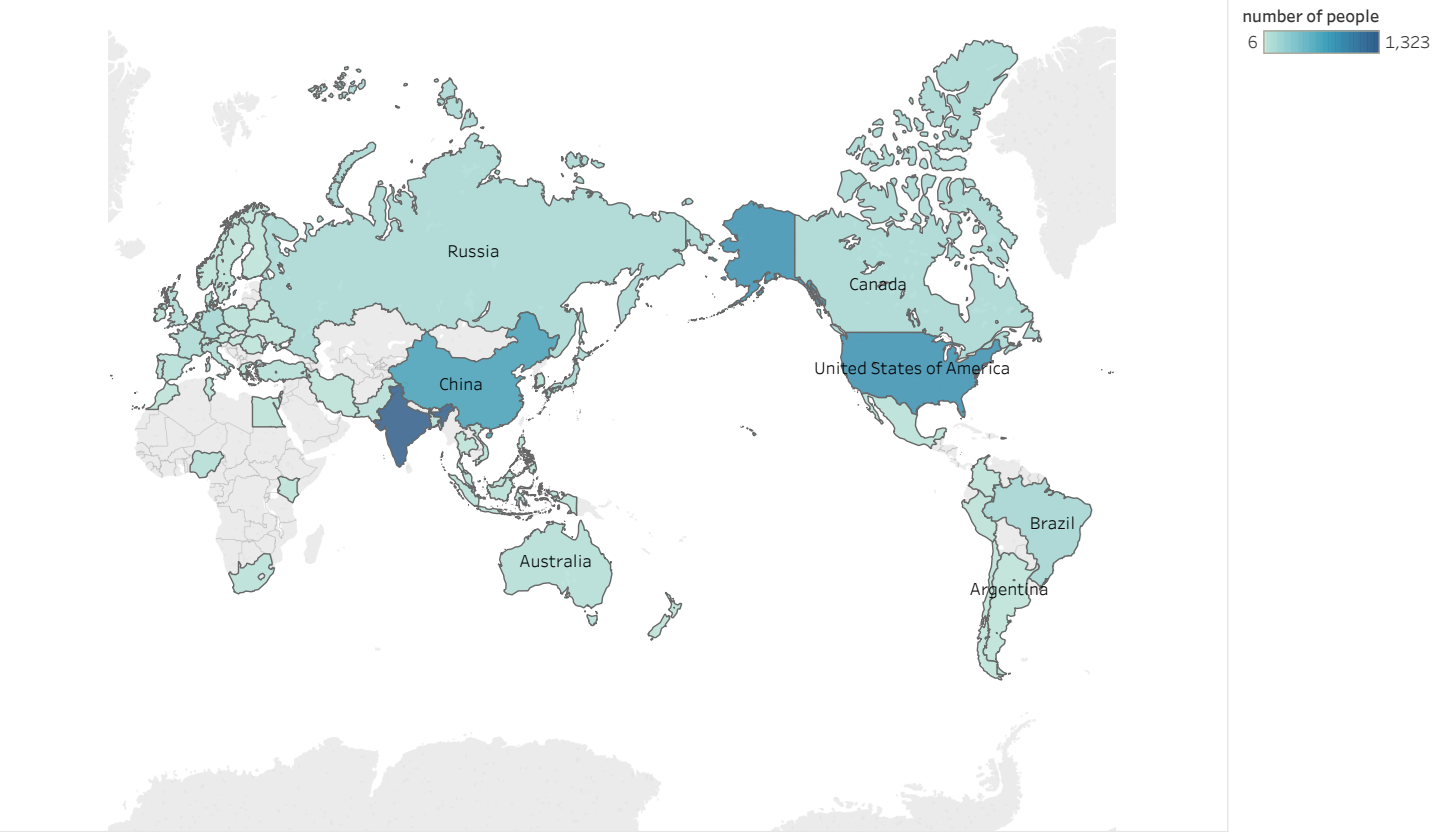 number of people
6 1,323
Russia
Canada
United States of America
China
Brazil
Australia
Argentina